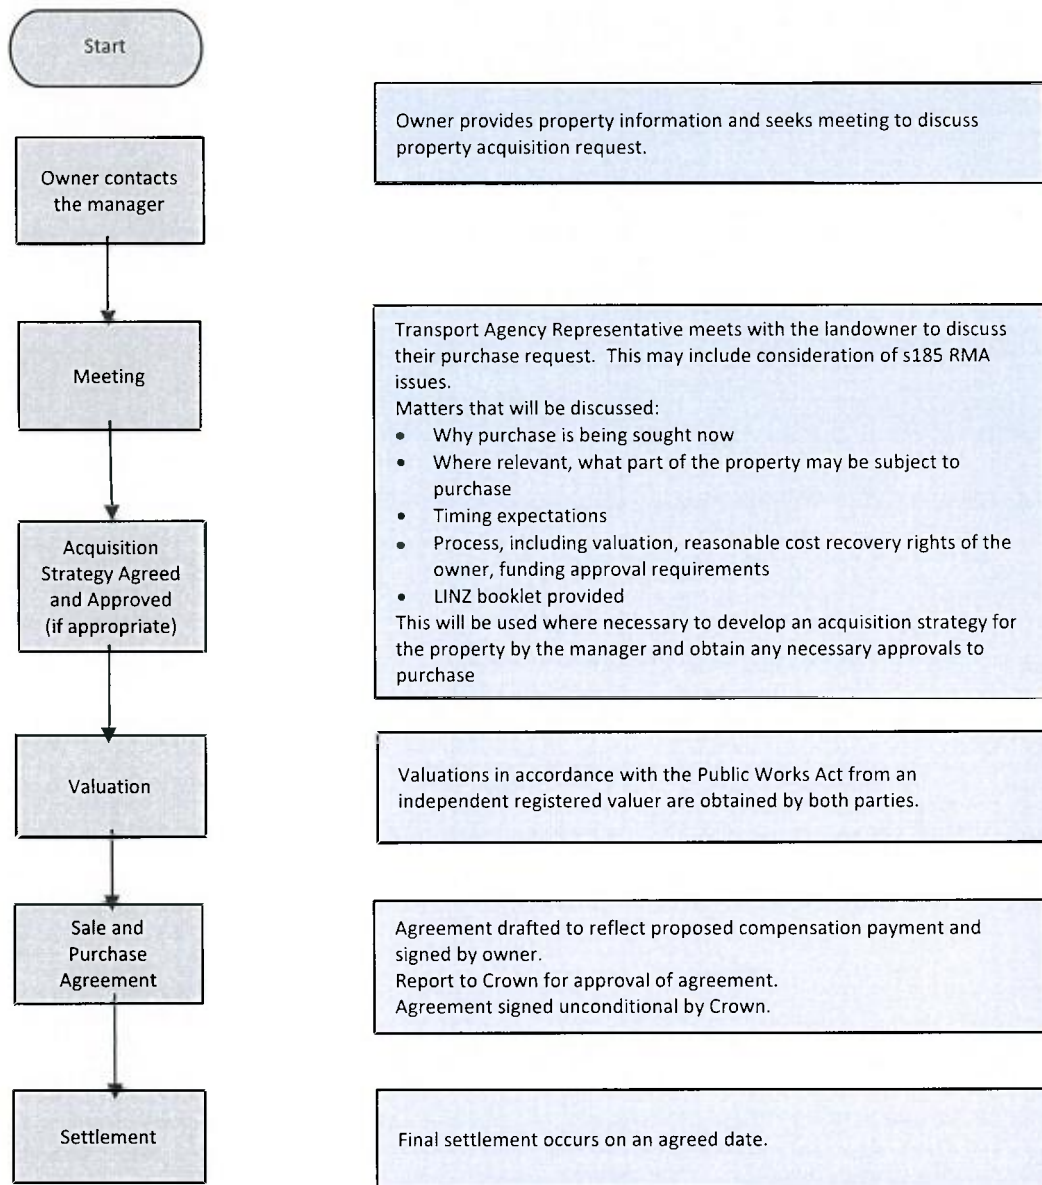 Start
Owner contacts
the manager
Owner provides property information and seeks meeting to discuss
property acquisition request.
Meeting
Transport Agency Representative meets with the landowner to discuss
their purchase request.  This may include consideration of s185 RMA
issues.
Matters that will be discussed:
• Why purchase is being sought now
• Where relevant, what part of the property may be subject to
purchase
• Timing expectations
• Process, including valuation, reasonable cost recovery rights of the
owner, funding approval requirements
• LINZ booklet provided
This will be used where necessary to develop an acquisition strategy for
the property by the manager and obtain any necessary approvals to
purchase
Acquisition
Strategy Agreed
and Approved
(if appropriate)
Valuation
Valuations in accordance with the Public Works Act from an
independent registered valuer are obtained by both parties.
Sale and
Purchase
Agreement
Agreement drafted to reflect proposed compensation payment and
signed by owner.
Report to Crown for approval of agreement.
Agreement signed unconditional by Crown.
Settlement
Final settlement occurs on an agreed date.